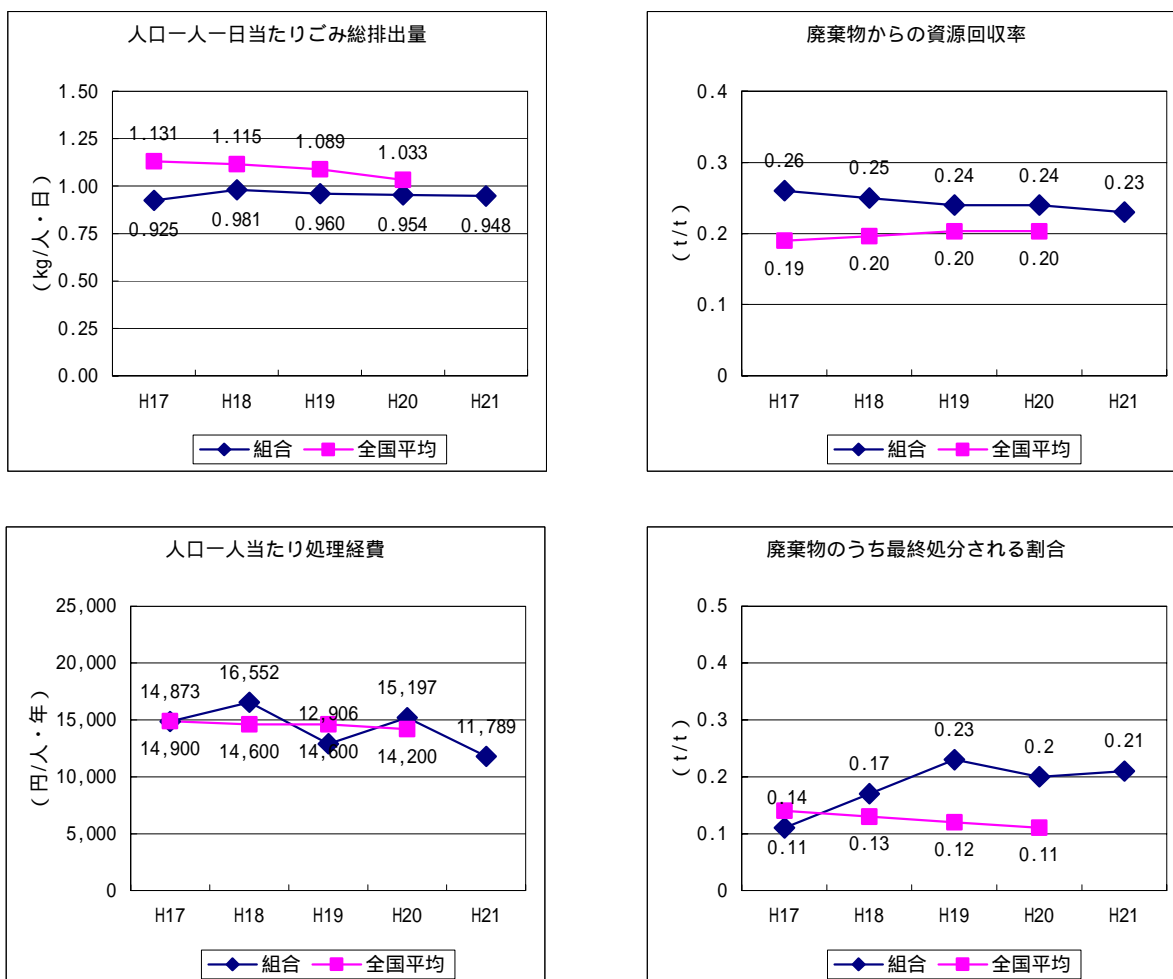 人口一人一日当たりごみ総排出量
1.50
1.25
1.00
0.75
0.50
0.25
0.00
(kg/人・日)
1.131 1.115 1.089 1.033
0.925 0.981 0.960 0.954 0.948
H17 H18 H19 H20 H21
組合 全国平均
廃棄物からの資源回収率
0.4
0.3
0.2
0.1
0
(t/t)
0.26 0.25 0.24 0.24 0.23
0.19 0.20 0.20 0.20
H17 H18 H19 H20 H21
組合 全国平均
人口一人当たり処理経費
25,000
20,000
15,000
10,000
5,000
0
(円/人・年)
14,873 16,552 12,906 15,197 11,789
14,900 14,600 14,600 14,200
H17 H18 H19 H20 H21
組合 全国平均
廃棄物のうち最終処分される割合
0.5
0.4
0.3
0.2
0.1
0
(t/t)
0.14 0.17 0.23 0.2 0.21
0.11 0.13 0.12 0.11
H17 H18 H19 H20 H21
組合 全国平均